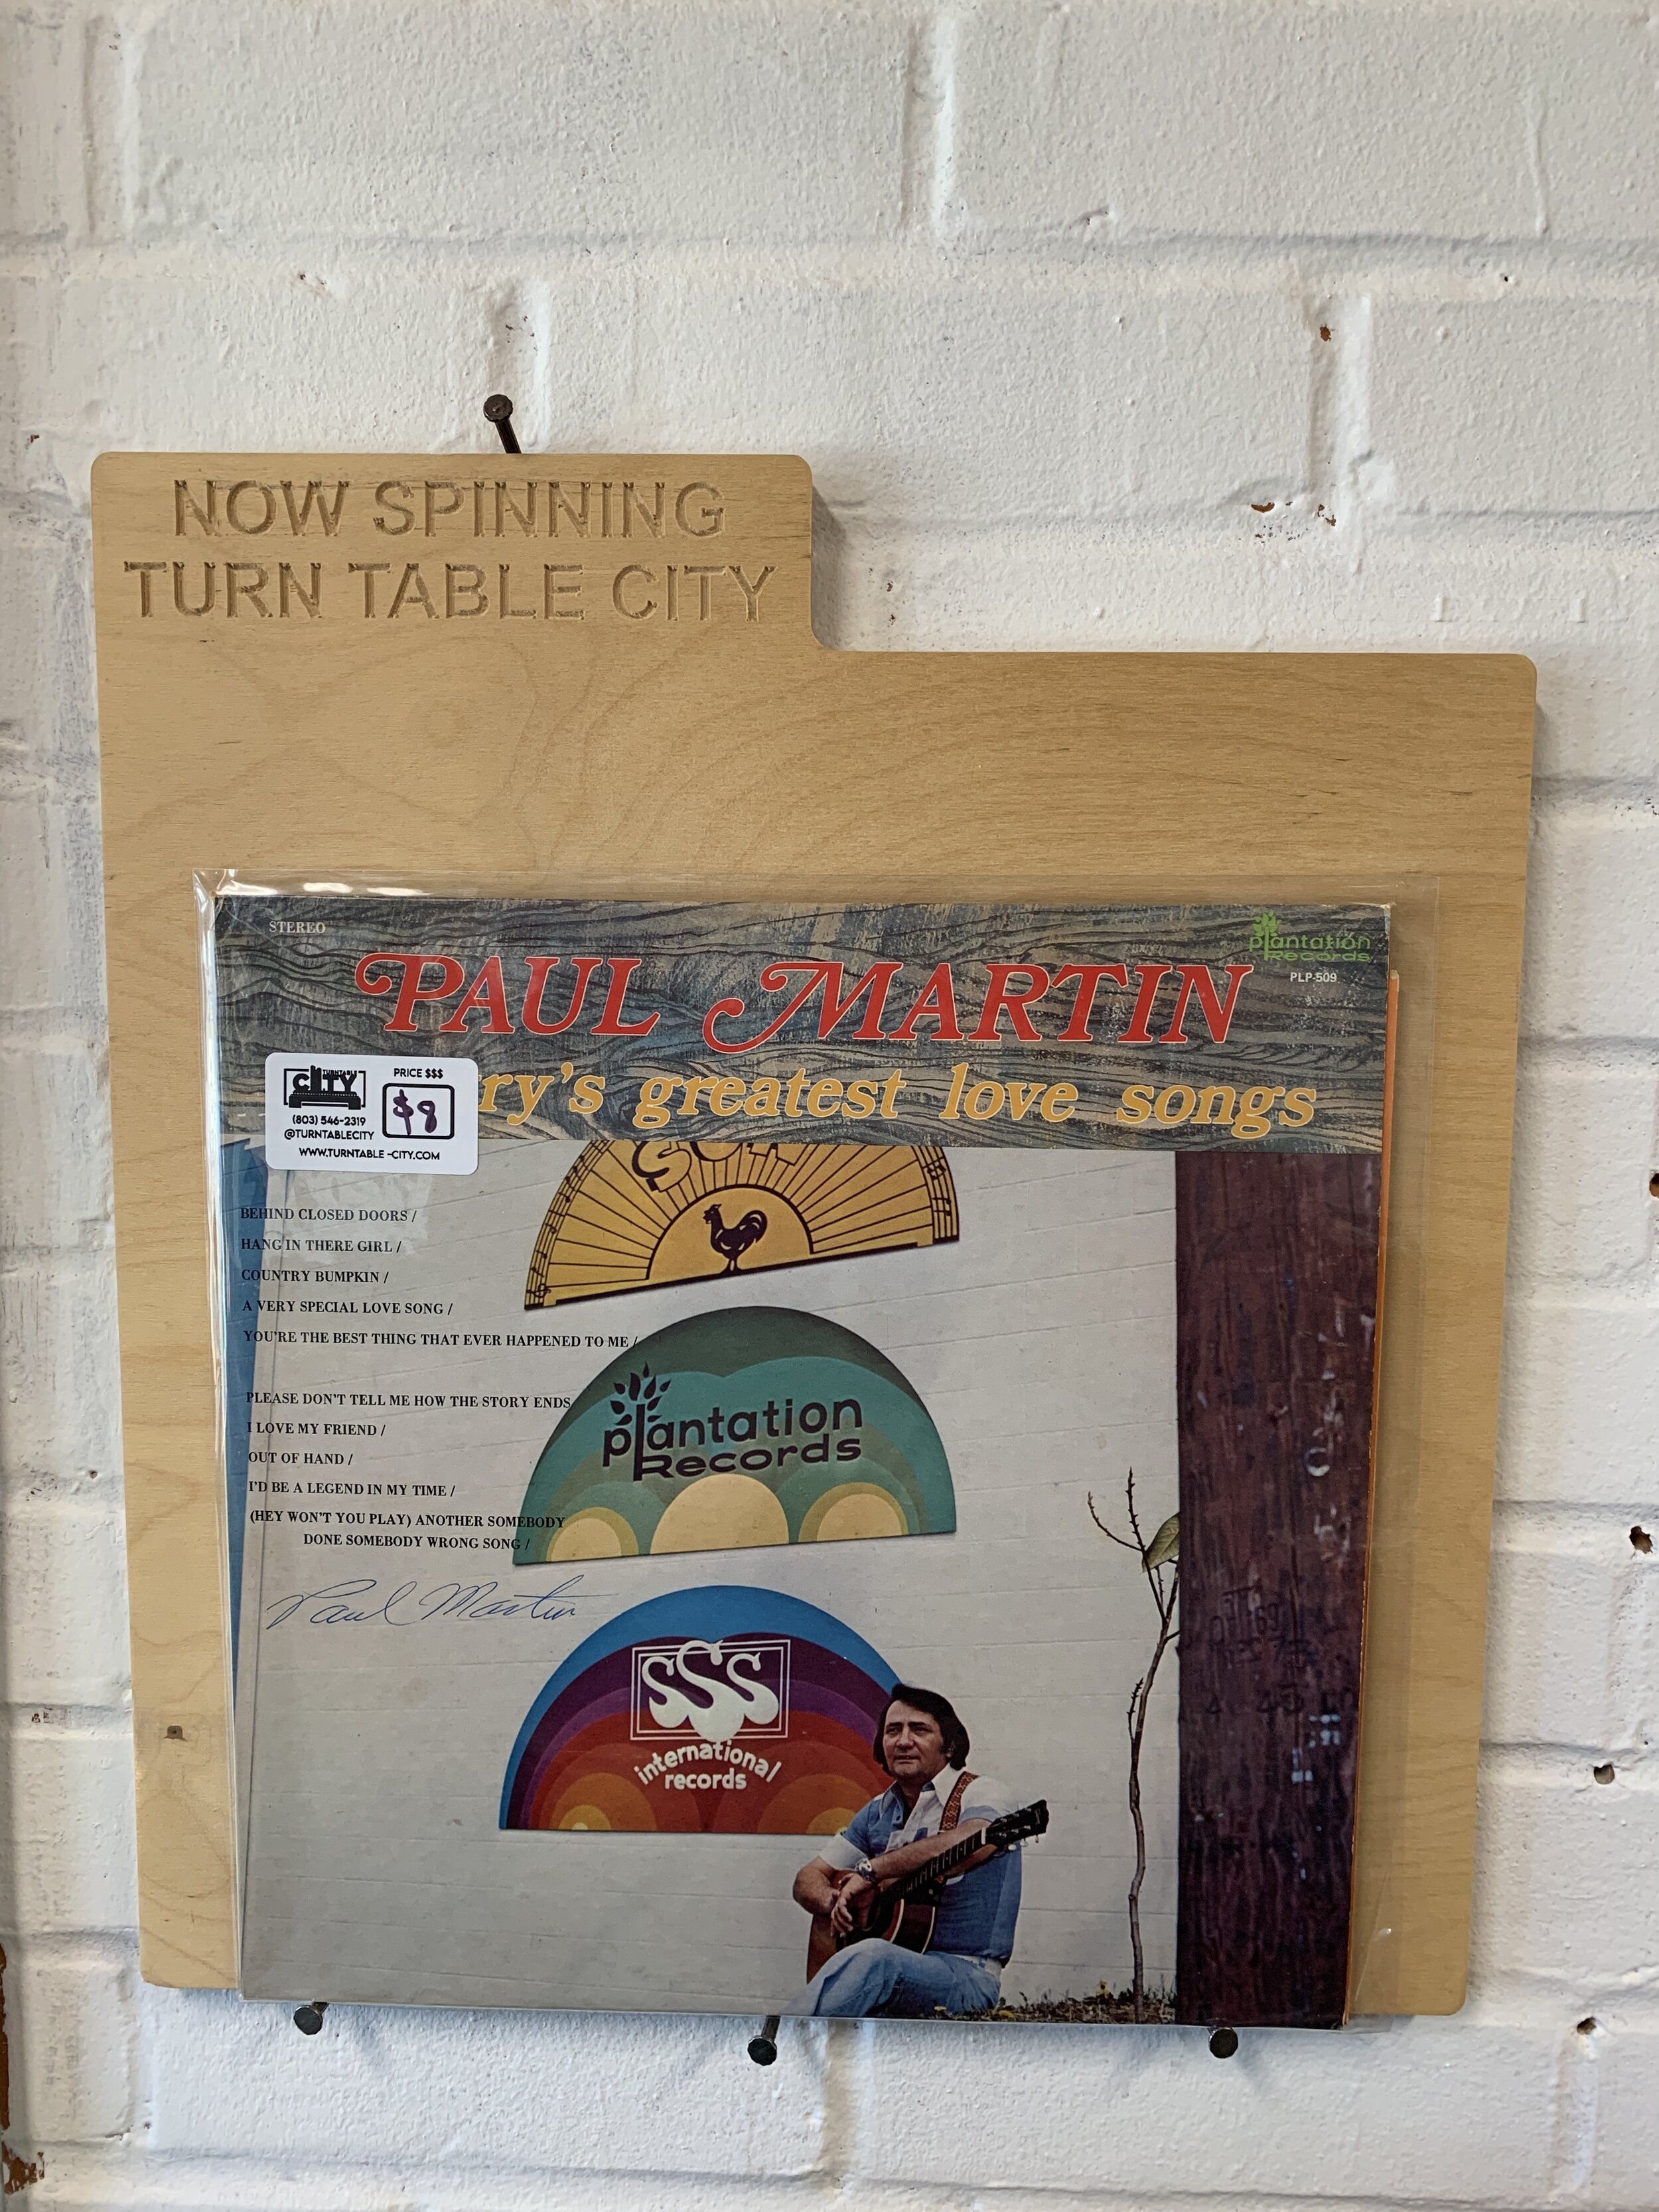 NOW SPINNING
TURN TABLE CITY
STEREO
plantation
Records
PLP-509
PAUL MARTIN
ry's greatest love songs
TURNTABLE
CITY
PRICE $$$
$8
(803) 546-2319
@TURNTABLECITY
WWW.TURNTABLE-CITY.COM
SUN
BEHIND CLOSED DOORS /
HANG IN THERE GIRL /
COUNTRY BUMPKIN /
A VERY SPECIAL LOVE SONG /
YOU'RE THE BEST THING THAT EVER HAPPENED TO ME /
PLEASE DON'T TELL ME HOW THE STORY ENDS
I LOVE MY FRIEND /
OUT OF HAND /
I'D BE A LEGEND IN MY TIME /
(HEY WON'T YOU PLAY) ANOTHER SOMEBODY
DONE SOMEBODY WRONG SONG /
plantation
Records
Paul Martin
SSS
international
records